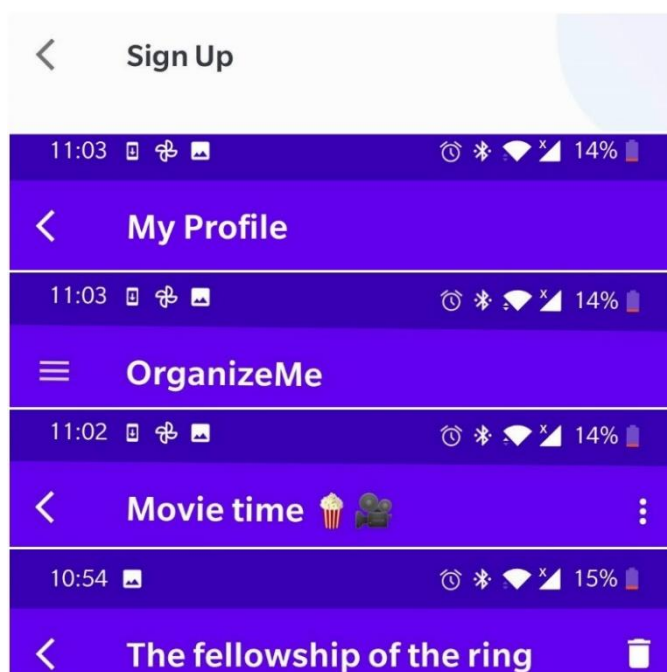 Sign Up
11:03 14%
My Profile
11:03 14%
OrganizeMe
11:02 14%
Movie time 🍿🎥
10:54 15%
The fellowship of the ring